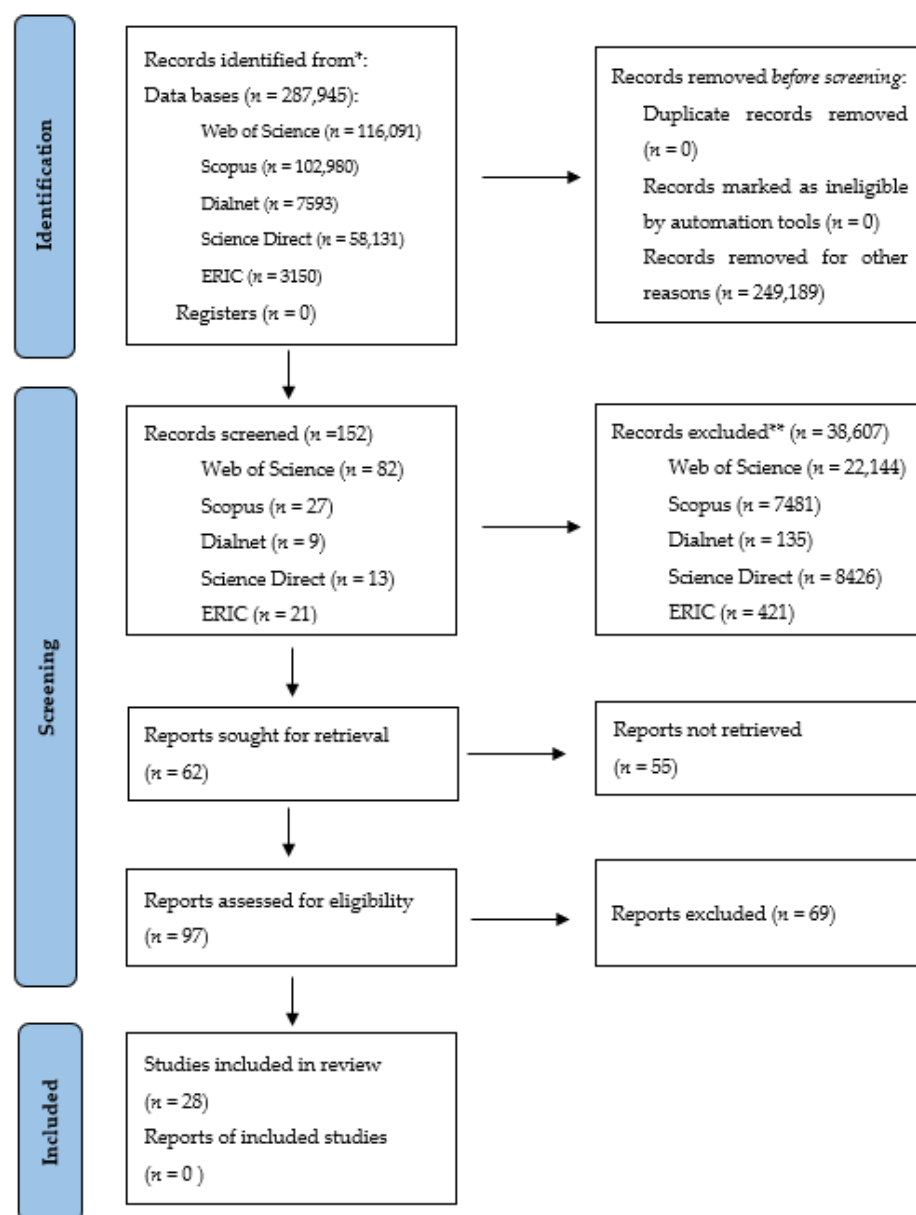 Identification
Records identified from*:
Data bases (n = 287,945):
Web of Science (n = 116,091)
Scopus (n = 102,980)
Dialnet (n = 7593)
Science Direct (n = 58,131)
ERIC (n = 3150)
Registers (n = 0)
Records removed before screening:
Duplicate records removed
(n = 0)
Records marked as ineligible
by automation tools (n = 0)
Records removed for other
reasons (n = 249,189)
Screening
Records screened (n =152)
Web of Science (n = 82)
Scopus (n = 27)
Dialnet (n = 9)
Science Direct (n = 13)
ERIC (n = 21)
Records excluded** (n = 38,607)
Web of Science (n = 22,144)
Scopus (n = 7481)
Dialnet (n = 135)
Science Direct (n = 8426)
ERIC (n = 421)
Reports sought for retrieval
(n = 62)
Reports not retrieved
(n = 55)
Reports assessed for eligibility
(n = 97)
Reports excluded (n = 69)
Included
Studies included in review
(n = 28)
Reports of included studies
(n = 0 )